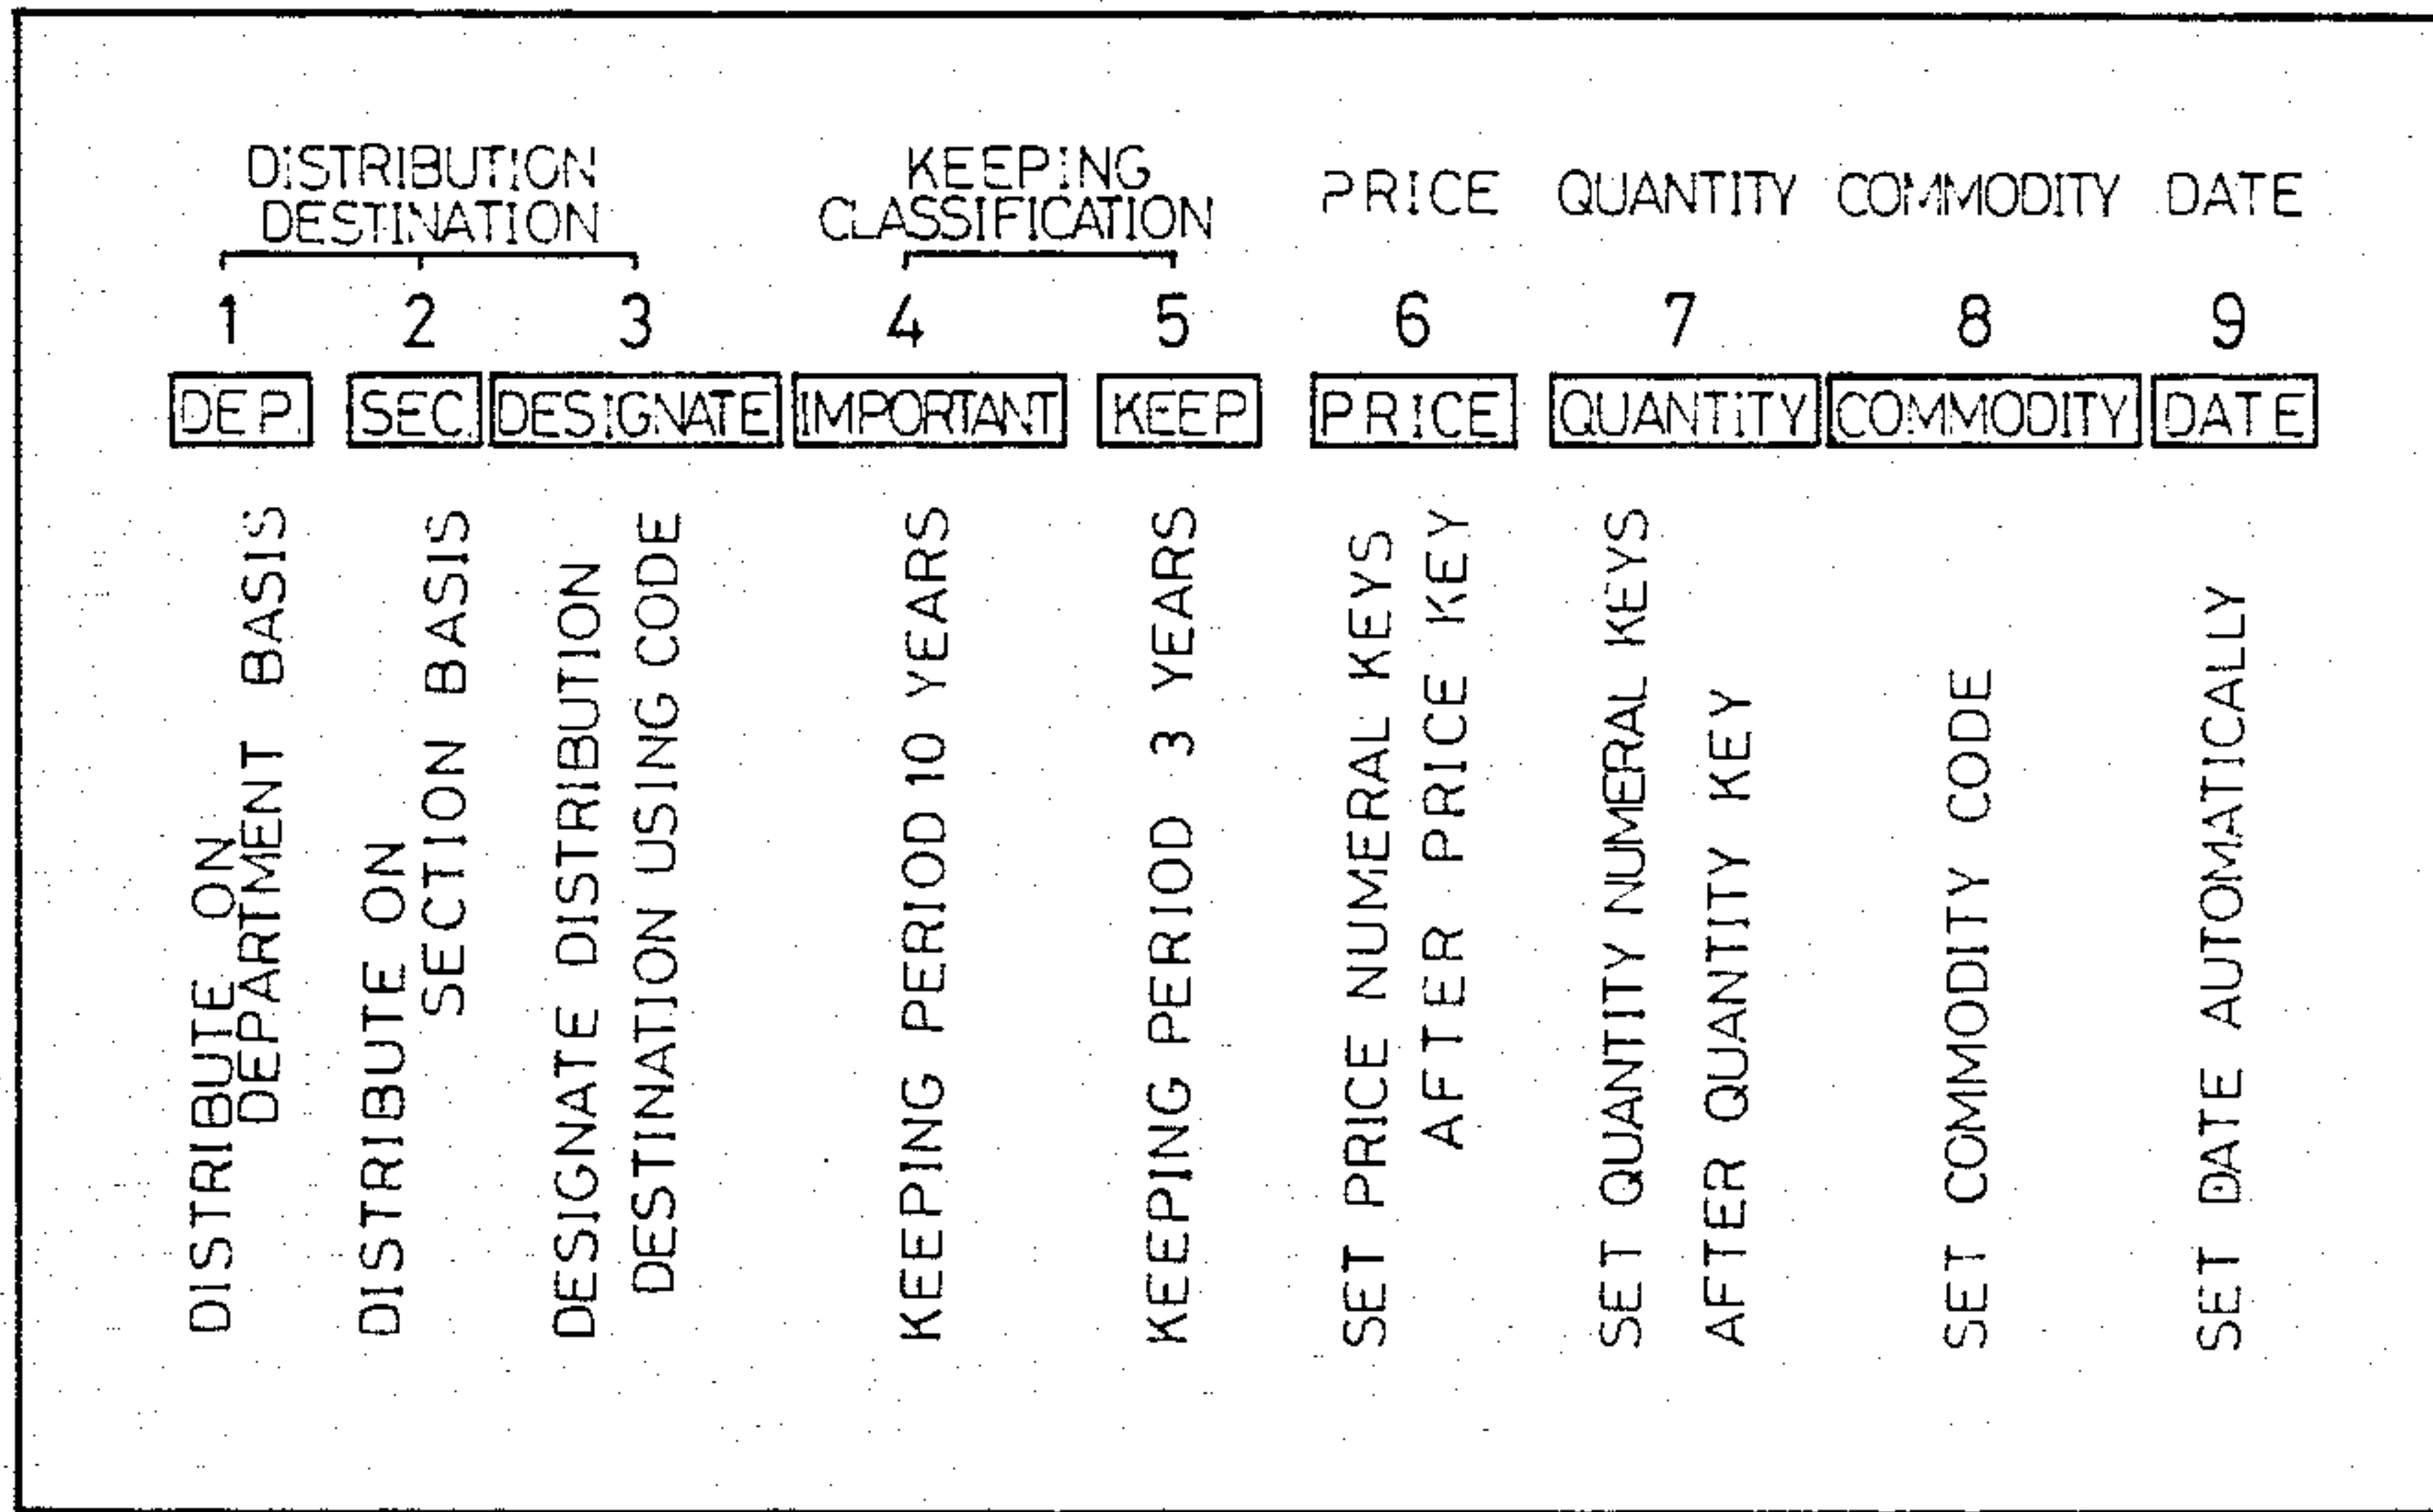 DISTRIBUTION
DESTINATION
KEEPING
CLASSIFICATION
PRICE QUANTITY COMMODITY DATE
1 2 3 4 5 6 7 8 9
DEP. SEC. DESIGNATE IMPORTANT KEEP PRICE QUANTITY COMMODITY DATE
DISTRIBUTE ON
DEPARTMENT BASIS
DISTRIBUTE ON
SECTION BASIS
DESIGNATE DISTRIBUTION
DESTINATION USING CODE
KEEPING PERIOD 10 YEARS
KEEPING PERIOD 3 YEARS
SET PRICE NUMERAL KEYS
AFTER PRICE KEY
SET QUANTITY NUMERAL KEYS
AFTER QUANTITY KEY
SET COMMODITY CODE
SET DATE AUTOMATICALLY